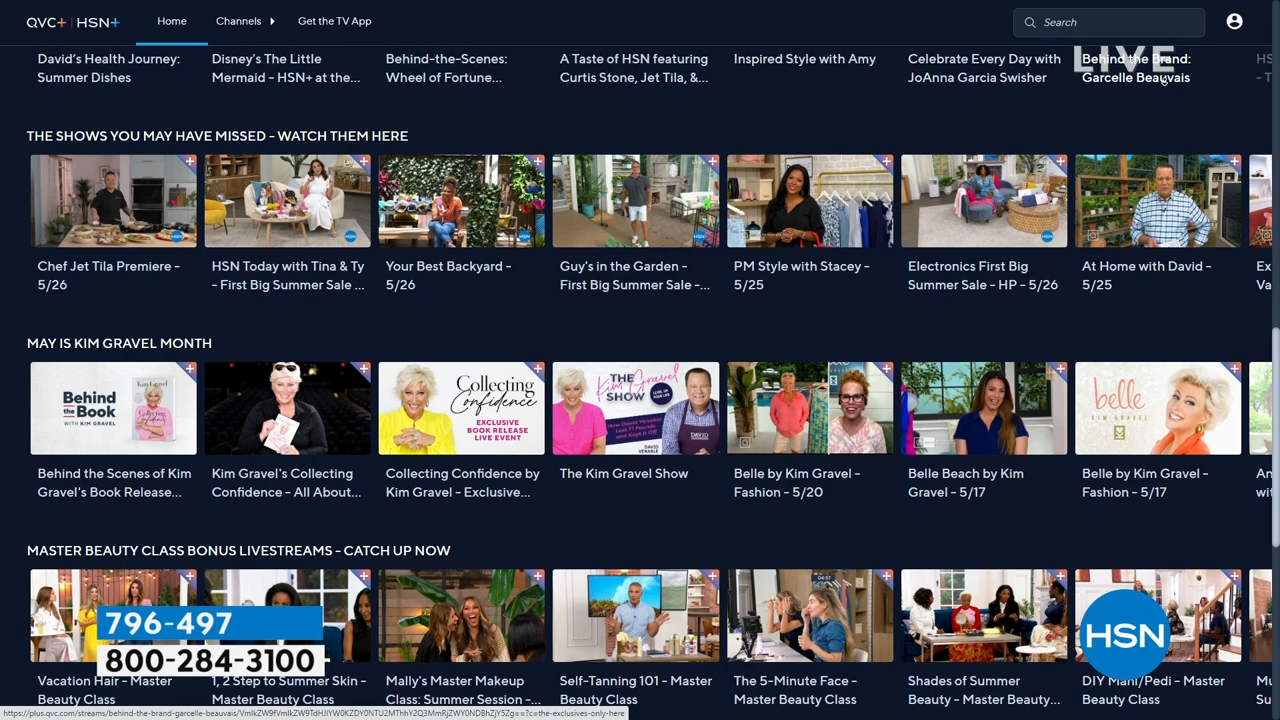 QVC+ | HSN+
Home
Channels
Get the TV App
Search
LIVE
David's Health Journey:
Summer Dishes
Disney's The Little
Mermaid - HSN+ at the...
Behind-the-Scenes:
Wheel of Fortune...
A Taste of HSN featuring
Curtis Stone, Jet Tila, &...
Inspired Style with Amy
Celebrate Every Day with
JoAnna Garcia Swisher
Behind the Brand:
Garcelle Beauvais
THE SHOWS YOU MAY HAVE MISSED - WATCH THEM HERE
Chef Jet Tila Premiere -
5/26
HSN Today with Tina & Ty
- First Big Summer Sale ...
Your Best Backyard -
5/26
Guy's in the Garden -
First Big Summer Sale -...
PM Style with Stacey -
5/25
Electronics First Big
Summer Sale - HP - 5/26
At Home with David -
5/25
MAY IS KIM GRAVEL MONTH
Behind
the Book
WITH KIM GRAVEL
Collecting
Confidence
EXCLUSIVE
BOOK RELEASE
LIVE EVENT
THE
Kim Gravel
SHOW
belle
KIM GRAVEL
Behind the Scenes of Kim
Gravel's Book Release...
Kim Gravel's Collecting
Confidence - All About...
Collecting Confidence by
Kim Gravel - Exclusive...
The Kim Gravel Show
Belle by Kim Gravel -
Fashion - 5/20
Belle Beach by Kim
Gravel - 5/17
Belle by Kim Gravel -
Fashion - 5/17
MASTER BEAUTY CLASS BONUS LIVESTREAMS - CATCH UP NOW
796-497
800-284-3100
HSN
Vacation Hair - Master
Beauty Class
1, 2 Step to Summer Skin -
Master Beauty Class
Mally's Master Makeup
Class: Summer Session -
Self-Tanning 101 - Master
Beauty Class
The 5-Minute Face -
Master Beauty Class
Shades of Summer
Beauty - Master Beauty...
DIY Mani/Pedi - Master
Beauty Class